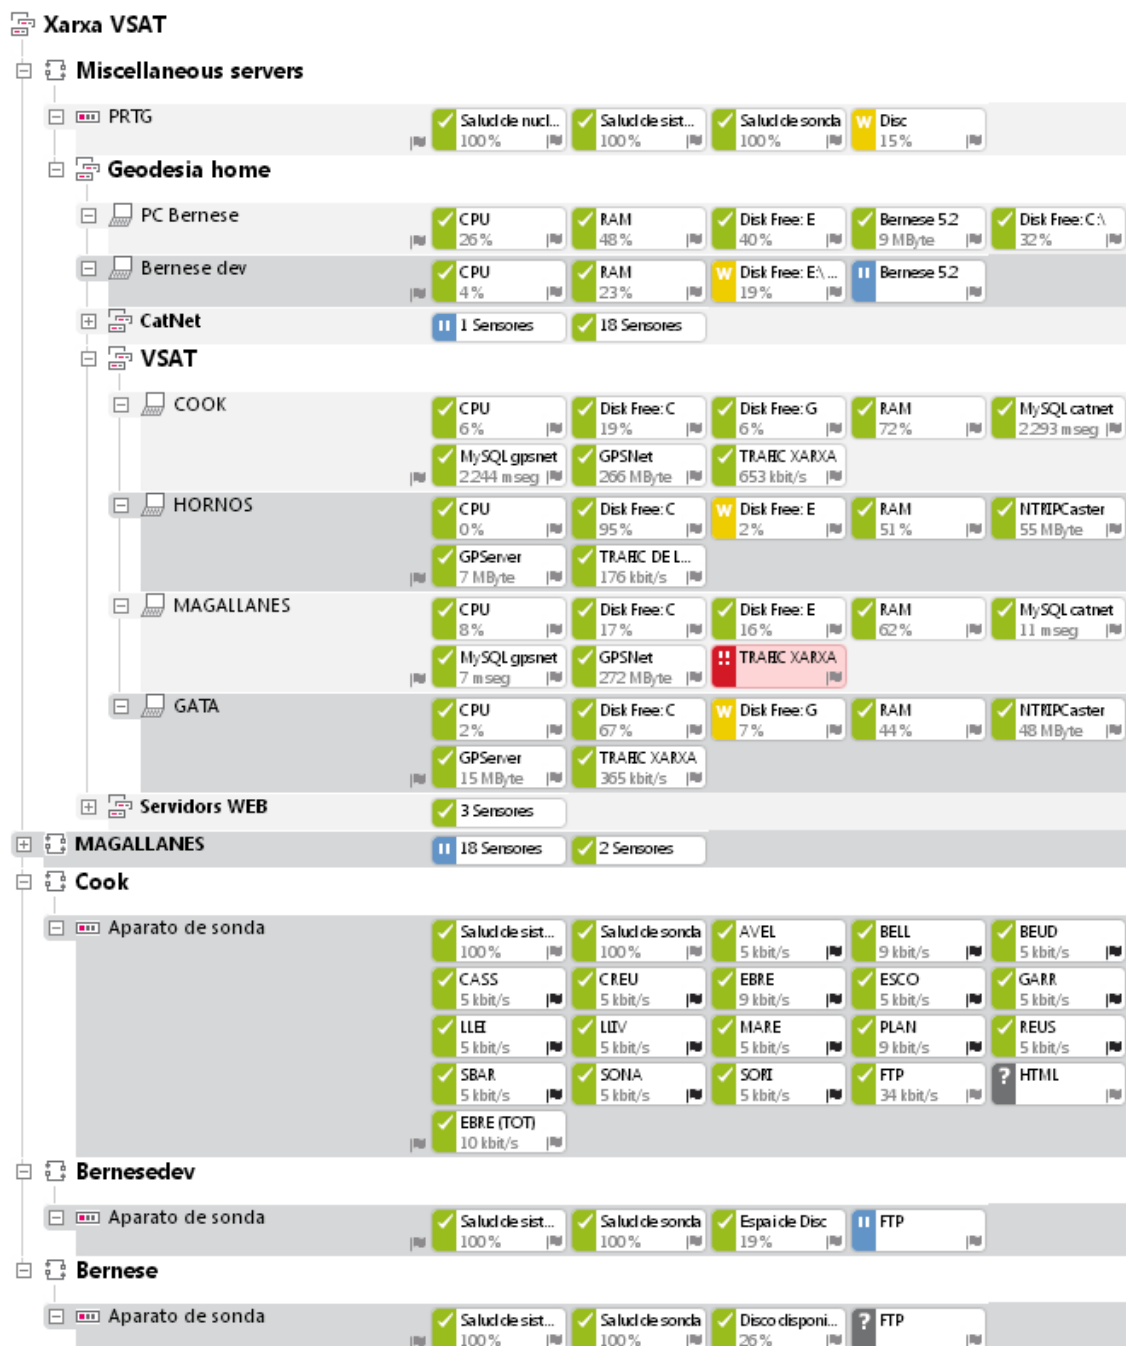 Xarxa VSAT
Miscellaneous servers
PRTG
Salud de nucl... Salud de sist... Salud de sonda Disc
100% 100% 100% 15%
Geodesia home
PC Bernese
CPU RAM Disk Free: E Bernese 5.2 Disk Free: C:\
26% 48% 40% 9 MByte 32%
Bernese dev
CPU RAM Disk Free: E:\ ... Bernese 5.2
4% 23% 19%
CatNet
1 Sensores 18 Sensores
VSAT
COOK
CPU Disk Free: C Disk Free: G RAM MySQL catnet
6% 19% 6% 72% 2.293 mseg
MySQL gpsnet GPSNet TRAFIC XARXA
2.244 mseg 266 MByte 653 kbit/s
HORNOS
CPU Disk Free: C Disk Free: E RAM NTRIPCaster
0% 95% 2% 51% 55 MByte
GPServer TRAFIC DE L...
7 MByte 176 kbit/s
MAGALLANES
CPU Disk Free: C Disk Free: E RAM MySQL catnet
8% 17% 16% 62% 11 mseg
MySQL gpsnet GPSNet TRAFIC XARXA
7 mseg 272 MByte
GATA
CPU Disk Free: C Disk Free: G RAM NTRIPCaster
2% 67% 7% 44% 48 MByte
GPServer TRAFIC XARXA
15 MByte 365 kbit/s
Servidors WEB
3 Sensores
MAGALLANES
18 Sensores 2 Sensores
Cook
Aparato de sonda
Salud de sist... Salud de sonda AVEL BELL BEUD
100% 100% 5 kbit/s 9 kbit/s 5 kbit/s
CASS CREU EBRE ESCO GARR
5 kbit/s 5 kbit/s 9 kbit/s 5 kbit/s 5 kbit/s
LLEI LLIV MARE PLAN REUS
5 kbit/s 5 kbit/s 5 kbit/s 9 kbit/s 5 kbit/s
SBAR SONA SORI FTP HTML
5 kbit/s 5 kbit/s 5 kbit/s 34 kbit/s
EBRE (TOT)
10 kbit/s
Bernesedev
Aparato de sonda
Salud de sist... Salud de sonda Espai de Disc FTP
100% 100% 19%
Bernese
Aparato de sonda
Salud de sist... Salud de sonda Disco disponi... FTP
100% 100% 26%